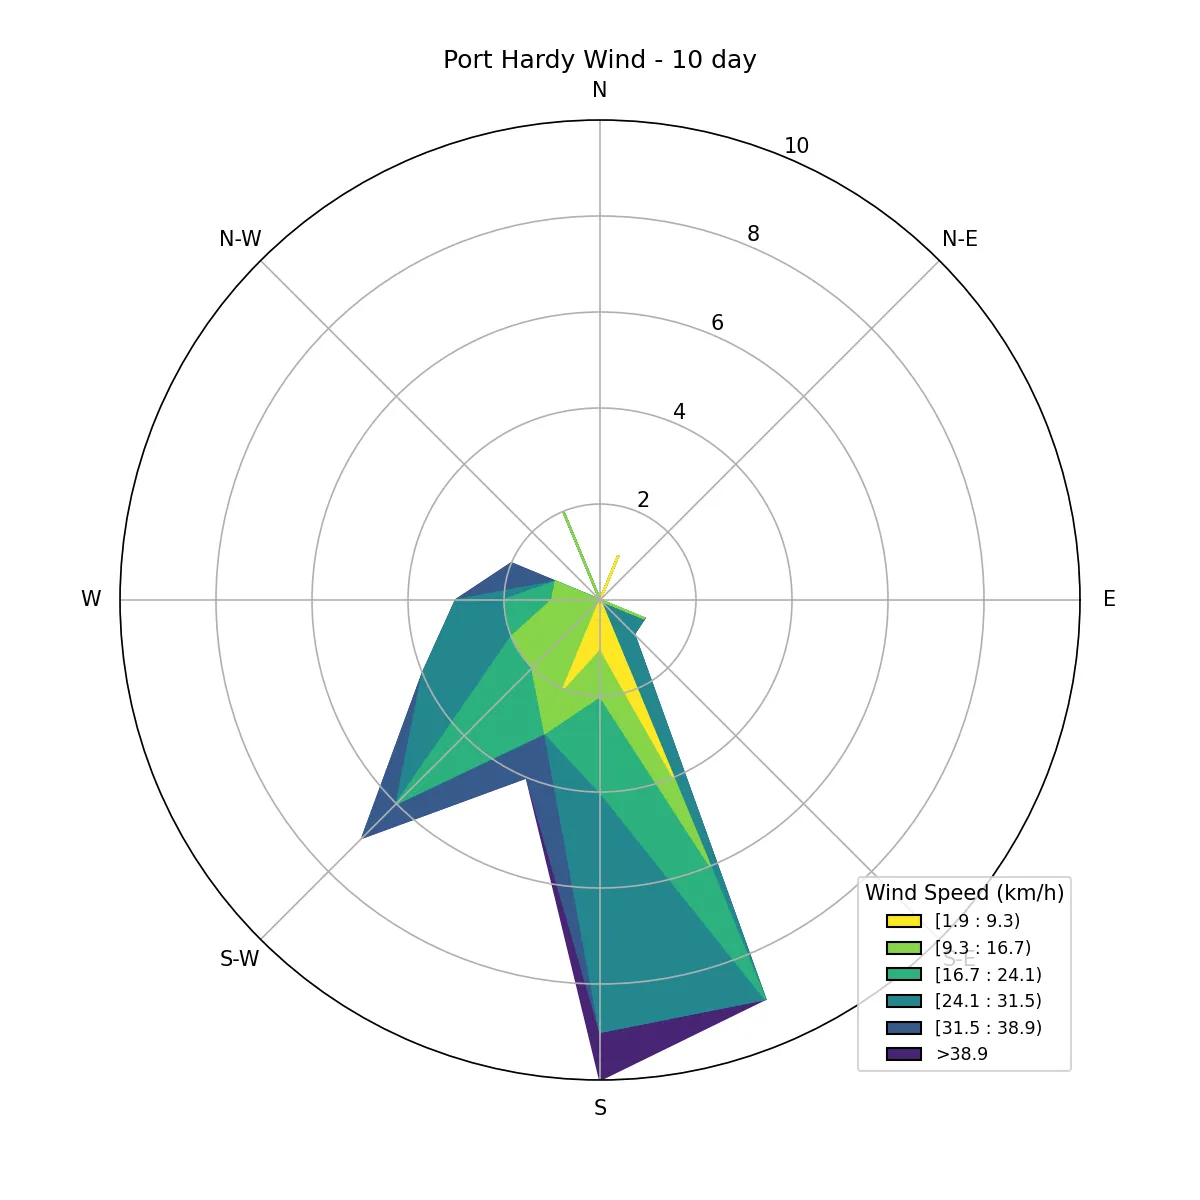 Port Hardy Wind - 10 day
N
10
N-W
N-E
8
6
4
2
W
E
Wind Speed (km/h)
[1.9 : 9.3)
[9.3 : 16.7)
[16.7 : 24.1)
[24.1 : 31.5)
[31.5 : 38.9)
>38.9
S-W
S-E
S